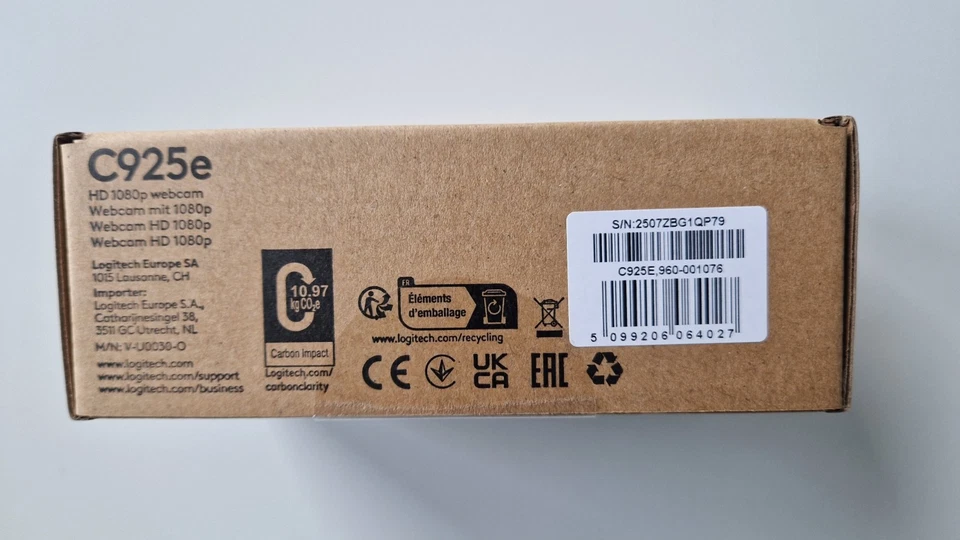 C925e
HD 1080p webcam
Webcam mit 1080p
Webcam HD 1080p
Webcam HD 1080p
Logitech Europe SA
1015 Lausanne, CH
Importer:
Logitech Europe S.A.,
Catharijnesingel 38,
3511 GC Utrecht, NL
M/N: V-U0030-O
www.logitech.com
www.logitech.com/support
www.logitech.com/business
C
10.97
kgCO₂e
Carbon Impact
Logitech.com/
carbonclarity
FR
Éléments
d'emballage
www.logitech.com/recycling
CE
UK
CA
EAC
S/N:2507ZBG1QP79
C925E,960-001076
5 099206 064027